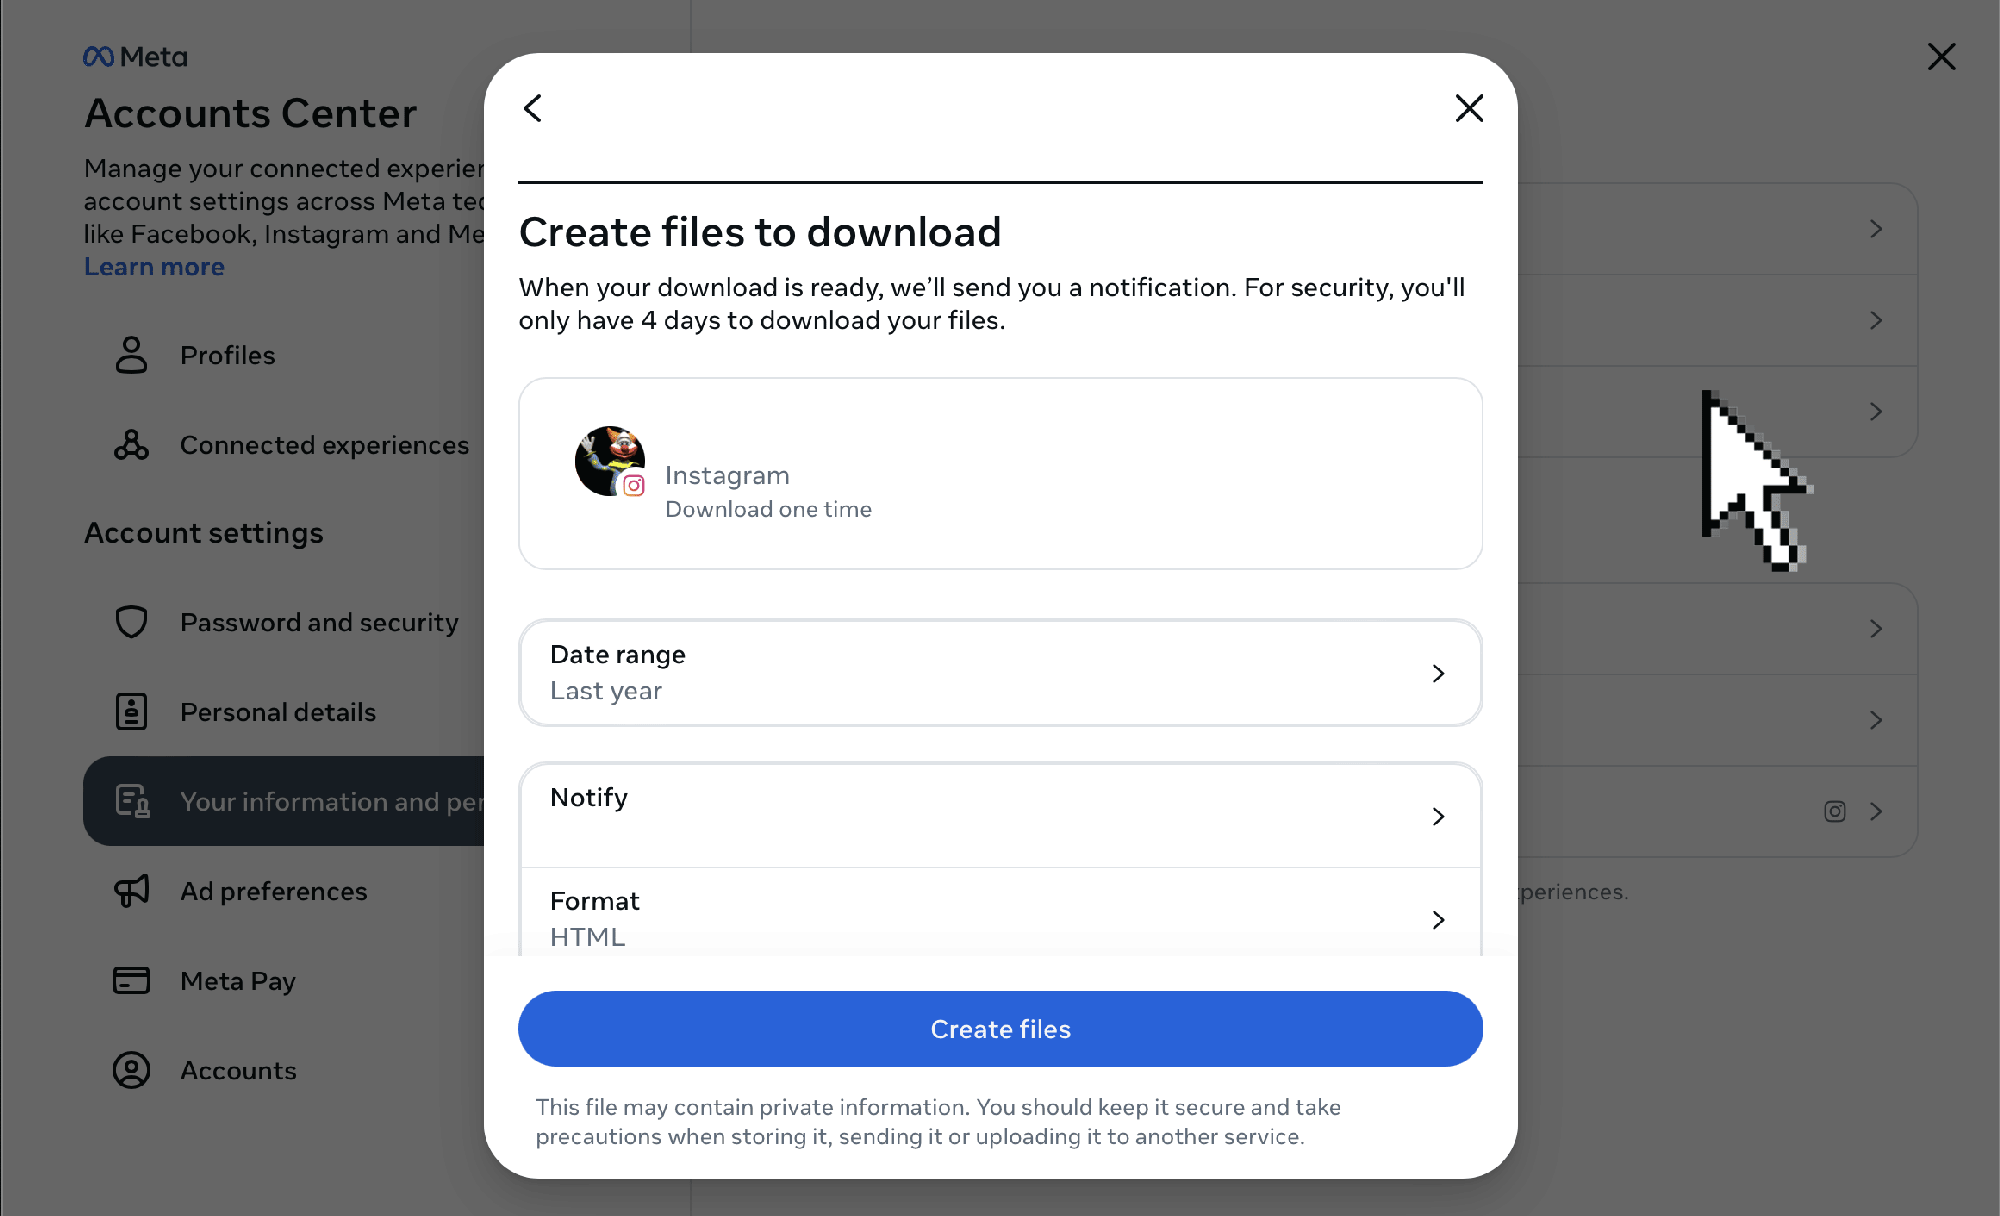 Meta
Accounts Center
Manage your connected experien
account settings across Meta tec
like Facebook, Instagram and Me
Learn more
Profiles
Connected experiences
Account settings
Password and security
Personal details
Your information and per
Ad preferences
Meta Pay
Accounts
Create files to download
When your download is ready, we’ll send you a notification. For security, you'll
only have 4 days to download your files.
Instagram
Download one time
Date range
Last year
Notify
Format
HTML
Create files
This file may contain private information. You should keep it secure and take
precautions when storing it, sending it or uploading it to another service.
periences.